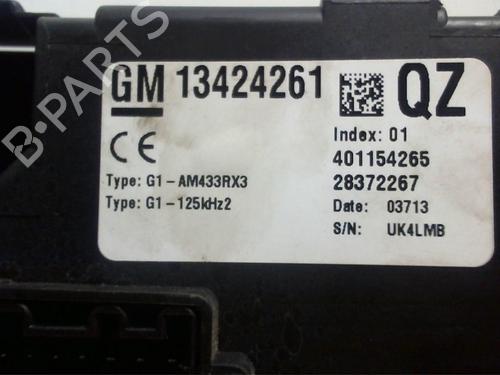 B-PARTS
GM 13424261 QZ
Index: 01
CE 401154265
Type: G1-AM433RX3 28372267
Type: G1-125kHz2 Date: 03713
S/N: UK4LMB